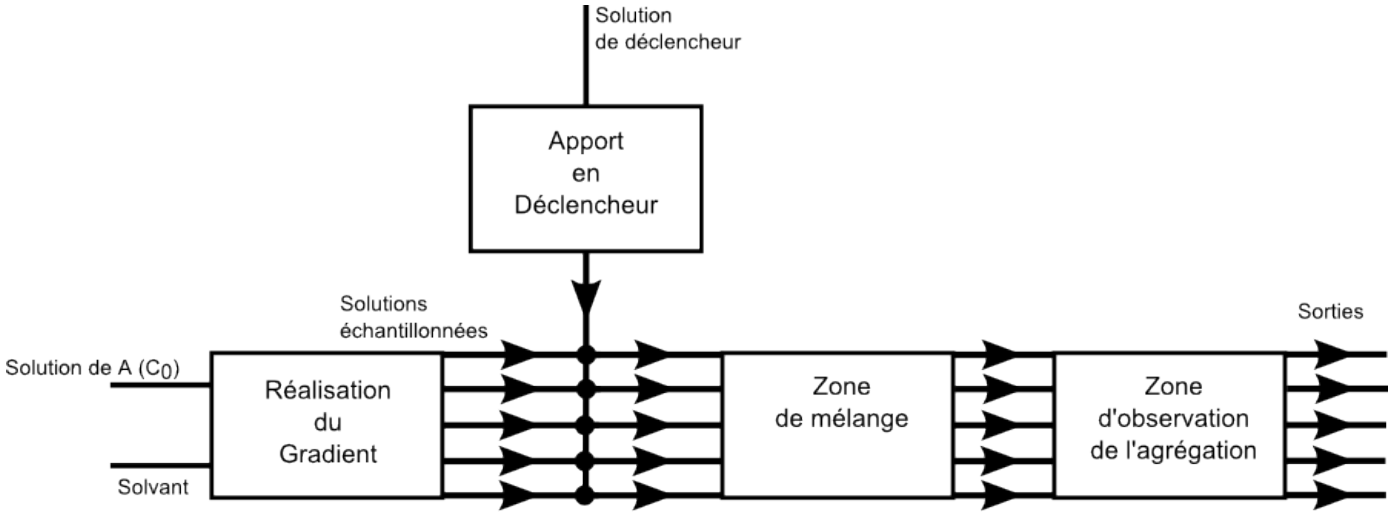 Solution
de déclencheur
Apport
en
Déclencheur
Solutions
échantillonnées
Sorties
Solution de A (C0)
Réalisation
du
Gradient
Zone
de mélange
Zone
d'observation
de l'agrégation
Solvant